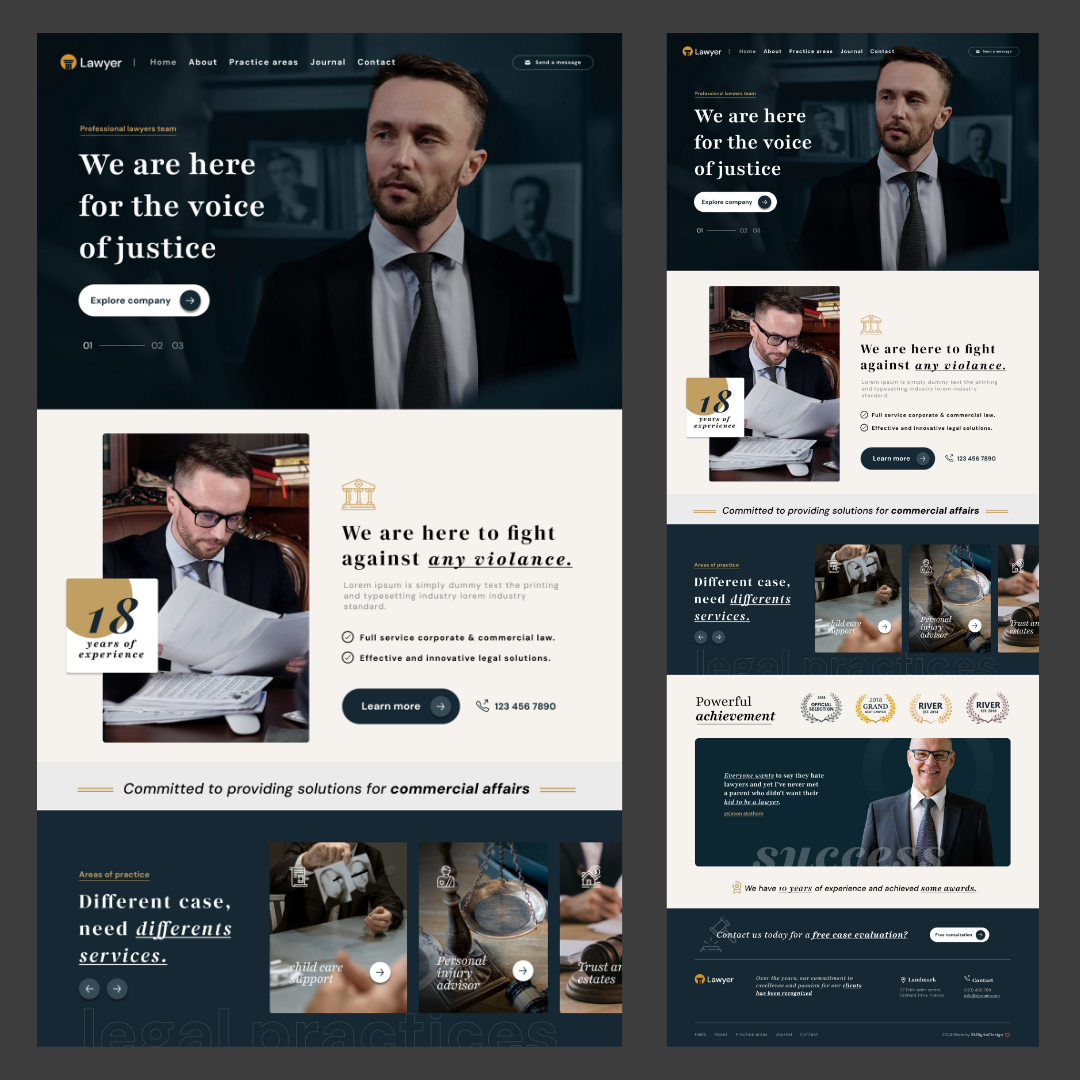 Lawyer | Home About Practice areas Journal Contact Send a message
Professional lawyers team
We are here
for the voice
of justice
Explore company
01 02 03
18
years of
experience
We are here to fight
against any violance.
Lorem ipsum is simply dummy text the printing
and typesetting industry lorem industry
standard.
Full service corporate & commercial law.
Effective and innovative legal solutions.
Learn more 123 456 7890
Committed to providing solutions for commercial affairs
Areas of practice
Different case,
need differents
services.
child care
support
Personal
injury
advisor
Trust an
estates
legal practices
Lawyer | Home About Practice areas Journal Contact Send a message
Professional lawyers team
We are here
for the voice
of justice
Explore company
01 02 03
18
years of
experience
We are here to fight
against any violance.
Lorem ipsum is simply dummy text the printing
and typesetting industry lorem industry
standard.
Full service corporate & commercial law.
Effective and innovative legal solutions.
Learn more 123 456 7890
Committed to providing solutions for commercial affairs
Areas of practice
Different case,
need differents
services.
child care
support
Personal
injury
advisor
Trust an
estates
legal practices
Powerful
achievement
2018
OFFICIAL
SELECTION
2018
GRAND
RIVER
EST 2013
RIVER
EST 2013
Everyone wants to say they hate
lawyers and yet I've never met
a parent who didn't want their
kid to be a lawyer.
success
We have 10 years of experience and achieved some awards.
Contact us today for a free case evaluation?
Free consultation
Lawyer
Over the years, our commitment to
excellence and passion for our clients
has been recognized
Landmark
Contact
Home About Practice areas Journal Contact